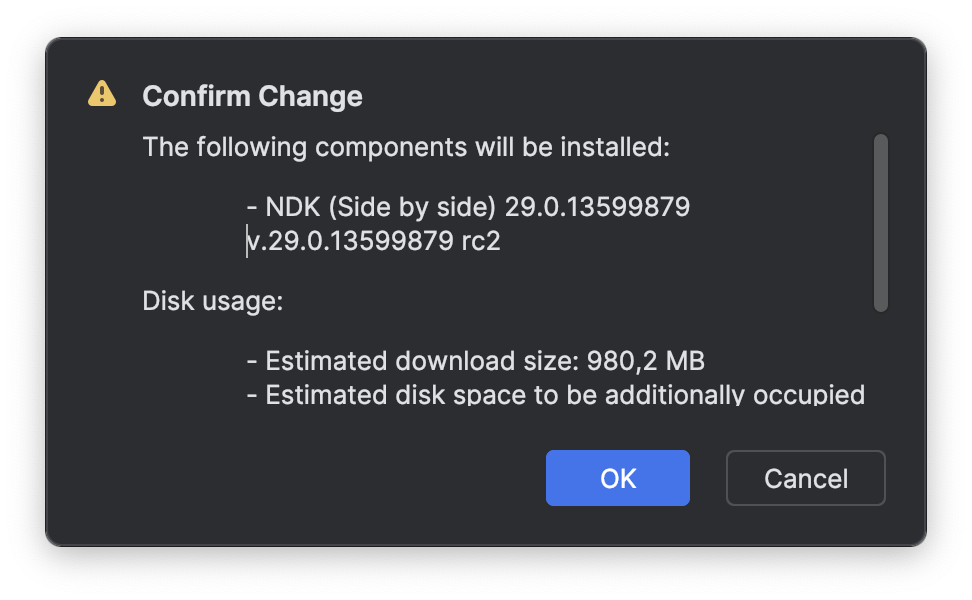 Confirm Change
The following components will be installed:
- NDK (Side by side) 29.0.13599879
v.29.0.13599879 rc2
Disk usage:
- Estimated download size: 980,2 MB
- Estimated disk space to be additionally occupied
OK
Cancel